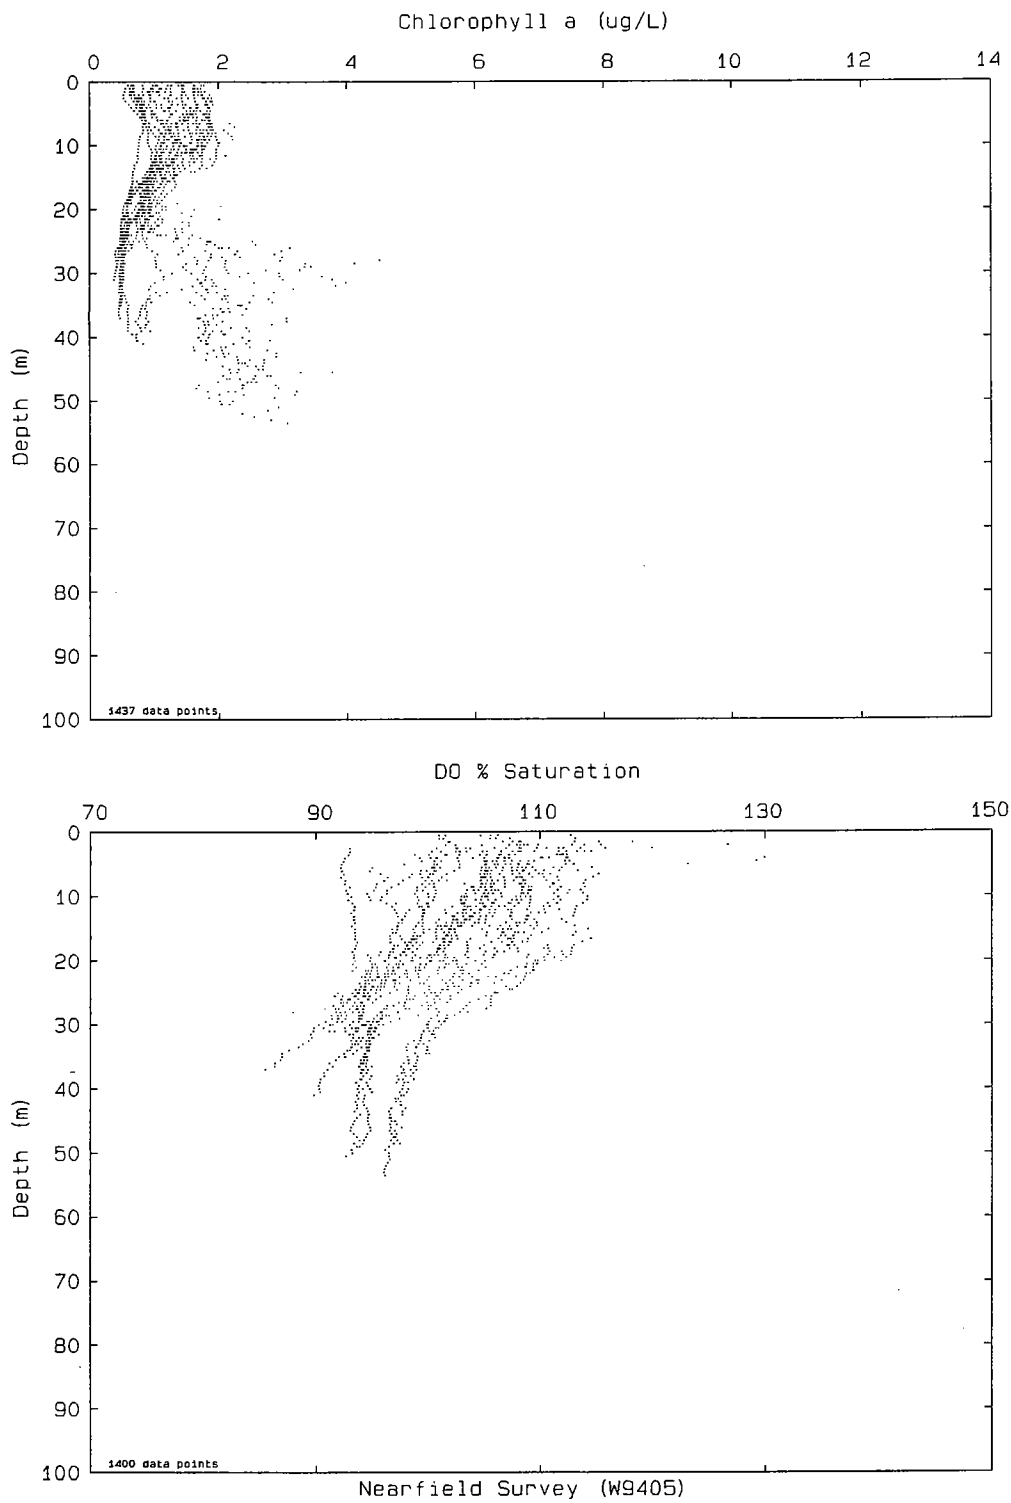 Chlorophyll a (ug/L)
0 2 4 6 8 10 12 14
0
10
20
30
40
50
60
70
80
90
100
Depth (m)
1437 data points
DO % Saturation
70 90 110 130 150
0
10
20
30
40
50
60
70
80
90
100
Depth (m)
1400 data points
Nearfield Survey (W9405)